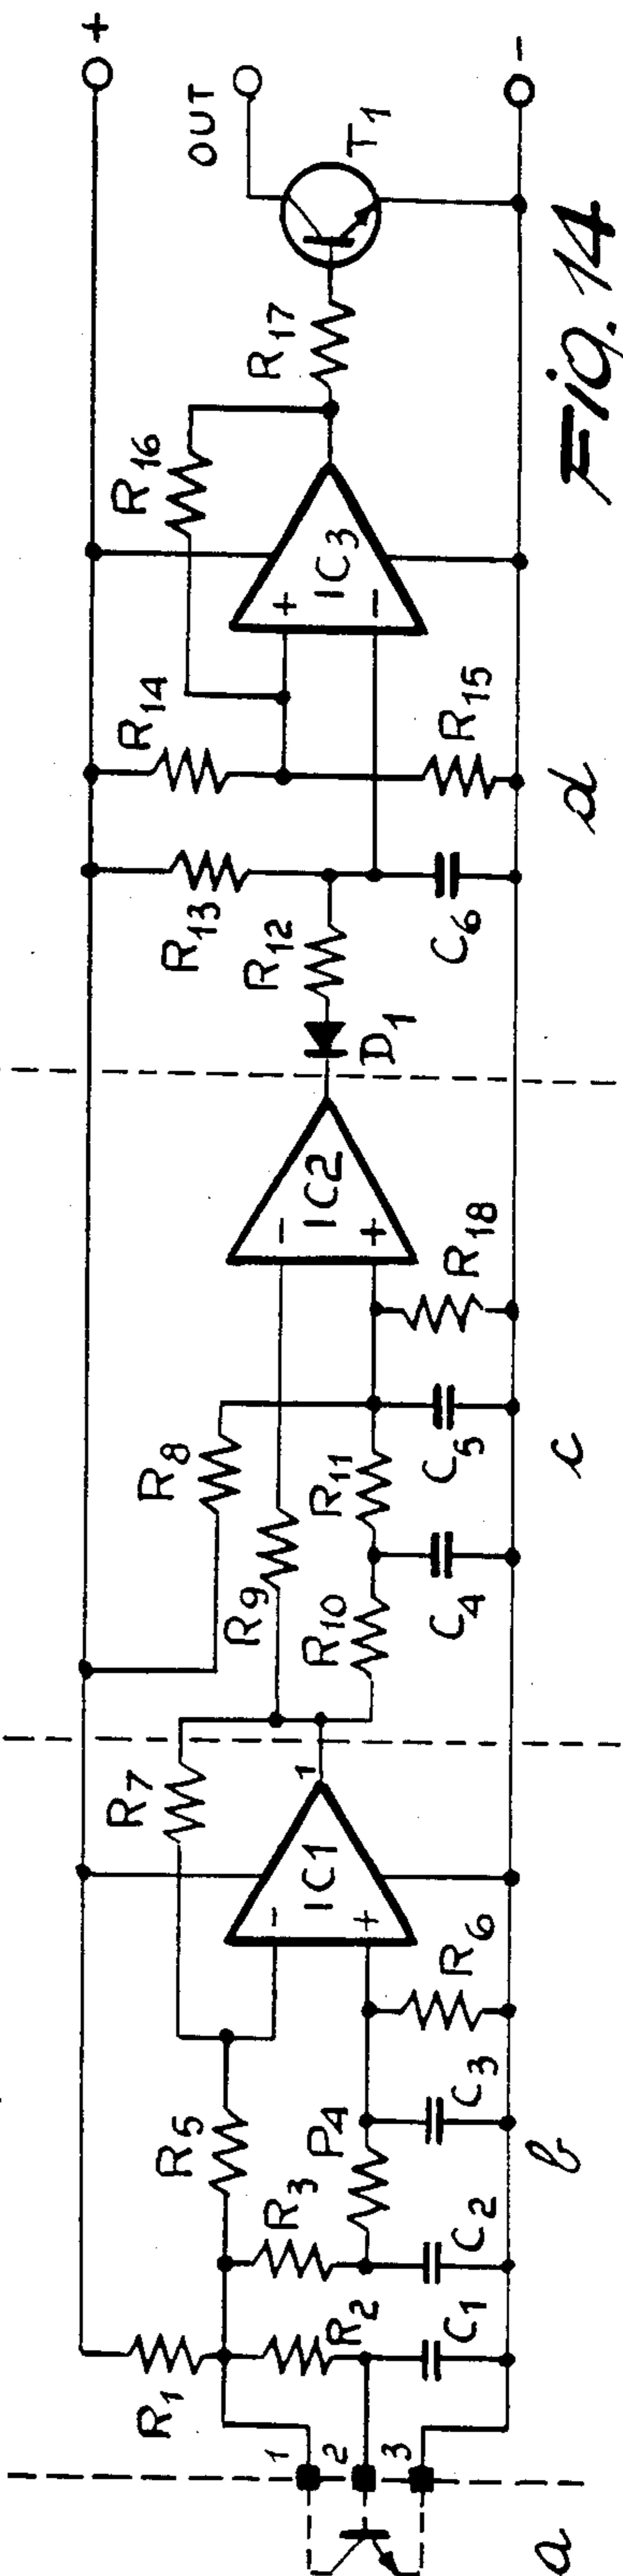 +
OUT
T1
-
R17
R16
IC3
+
-
R14
R15
R13
R12
C6
D1
d
Fig. 14
IC2
-
+
R18
R8
R9
R11
R10
C5
C4
c
R7
1
IC1
-
+
R6
R5
R3
P4
C3
C2
b
R1
R2
C1
1
2
3
a